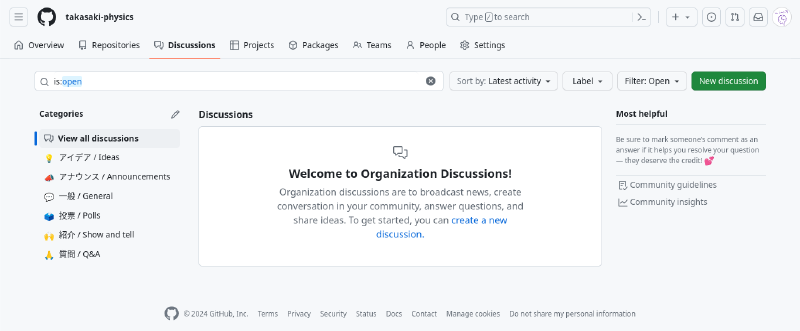 takasaki-physics
Type / to search
Overview
Repositories
Discussions
Projects
Packages
Teams
People
Settings
is:open
Sort by: Latest activity
Label
Filter: Open
New discussion
Categories
View all discussions
アイデア / Ideas
アナウンス / Announcements
一般 / General
投票 / Polls
紹介 / Show and tell
質問 / Q&A
Discussions
Welcome to Organization Discussions!
Organization discussions are to broadcast news, create
conversation in your community, answer questions, and
share ideas. To get started, you can create a new
discussion.
Most helpful
Be sure to mark someone's comment as an
answer if it helps you resolve your question
— they deserve the credit! 💕
Community guidelines
Community insights
© 2024 GitHub, Inc.
Terms
Privacy
Security
Status
Docs
Contact
Manage cookies
Do not share my personal information